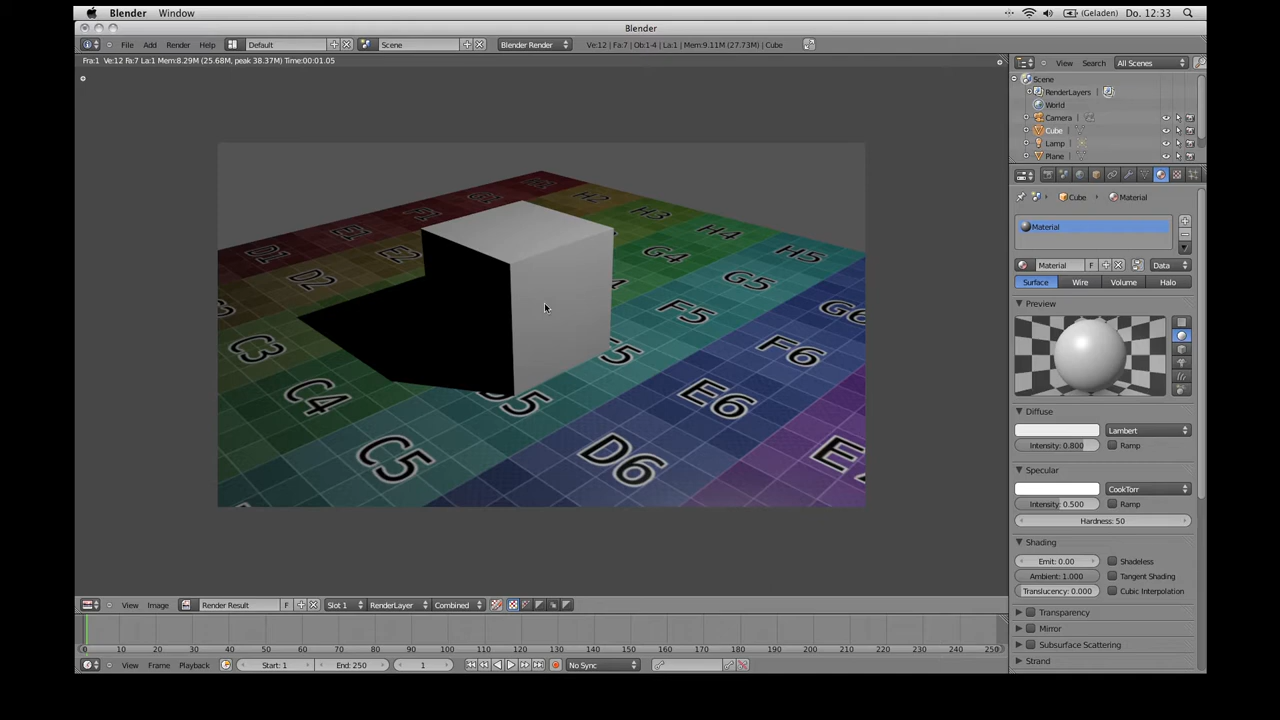 Blender Window (Geladen) Do. 12:33
Blender
File Add Render Help Default Scene Blender Render Ve:12 | Fa:7 | Ob:1-4 | La:1 | Mem:9.11M (27.73M) | Cube
Fra:1 Ve:12 Fa:7 La:1 Mem:8.29M (25.68M, peak 38.37M) Time:00:01.05
View Search All Scenes
Scene
RenderLayers
World
Camera
Cube
Lamp
Plane
Cube Material
Material
Material F Data
Surface Wire Volume Halo
Preview
Diffuse
Lambert
Intensity: 0.800 Ramp
Specular
CookTorr
Intensity: 0.500 Ramp
Hardness: 50
Shading
Emit: 0.00 Shadeless
Ambient: 1.000 Tangent Shading
Translucency: 0.000 Cubic Interpolation
Transparency
Mirror
Subsurface Scattering
Strand
H2
H3
D1 E2 G4 H4 H5
D2 G5
C3 F5 G6
C4 F6
E6
C5 D6
View Image Render Result F Slot 1 RenderLayer Combined
0 10 20 30 40 50 60 70 80 90 100 110 120 130 140 150 160 170 180 190 200 210 220 230 240 250
View Frame Playback Start: 1 End: 250 1 No Sync